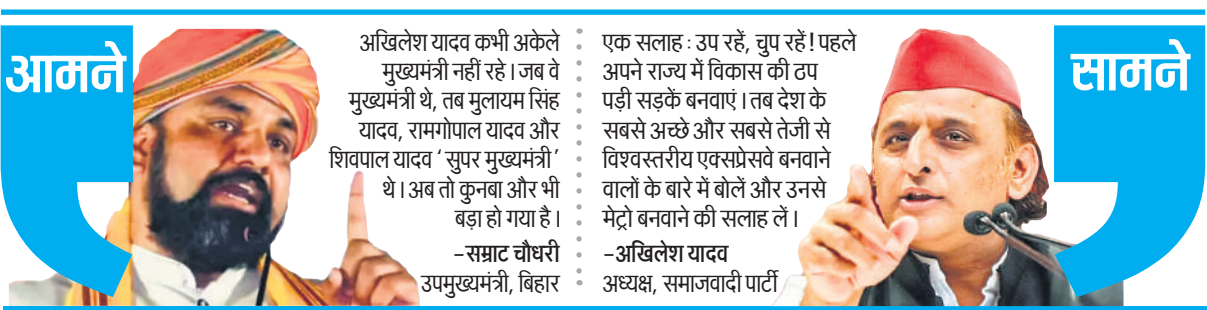 आमने
अखिलेश यादव कभी अकेले
मुख्यमंत्री नहीं रहे। जब वे
मुख्यमंत्री थे, तब मुलायम सिंह
यादव, रामगोपाल यादव और
शिवपाल यादव ‘सुपर मुख्यमंत्री’
थे। अब तो कुनबा और भी
बड़ा हो गया है।
-सम्राट चौधरी
उपमुख्यमंत्री, बिहार
एक सलाह : उप रहें, चुप रहें! पहले
अपने राज्य में विकास की ठप
पड़ी सड़कें बनवाएं। तब देश के
सबसे अच्छे और सबसे तेजी से
विश्वस्तरीय एक्सप्रेसवे बनवाने
वालों के बारे में बोलें और उनसे
मेट्रो बनवाने की सलाह लें।
-अखिलेश यादव
अध्यक्ष, समाजवादी पार्टी
सामने